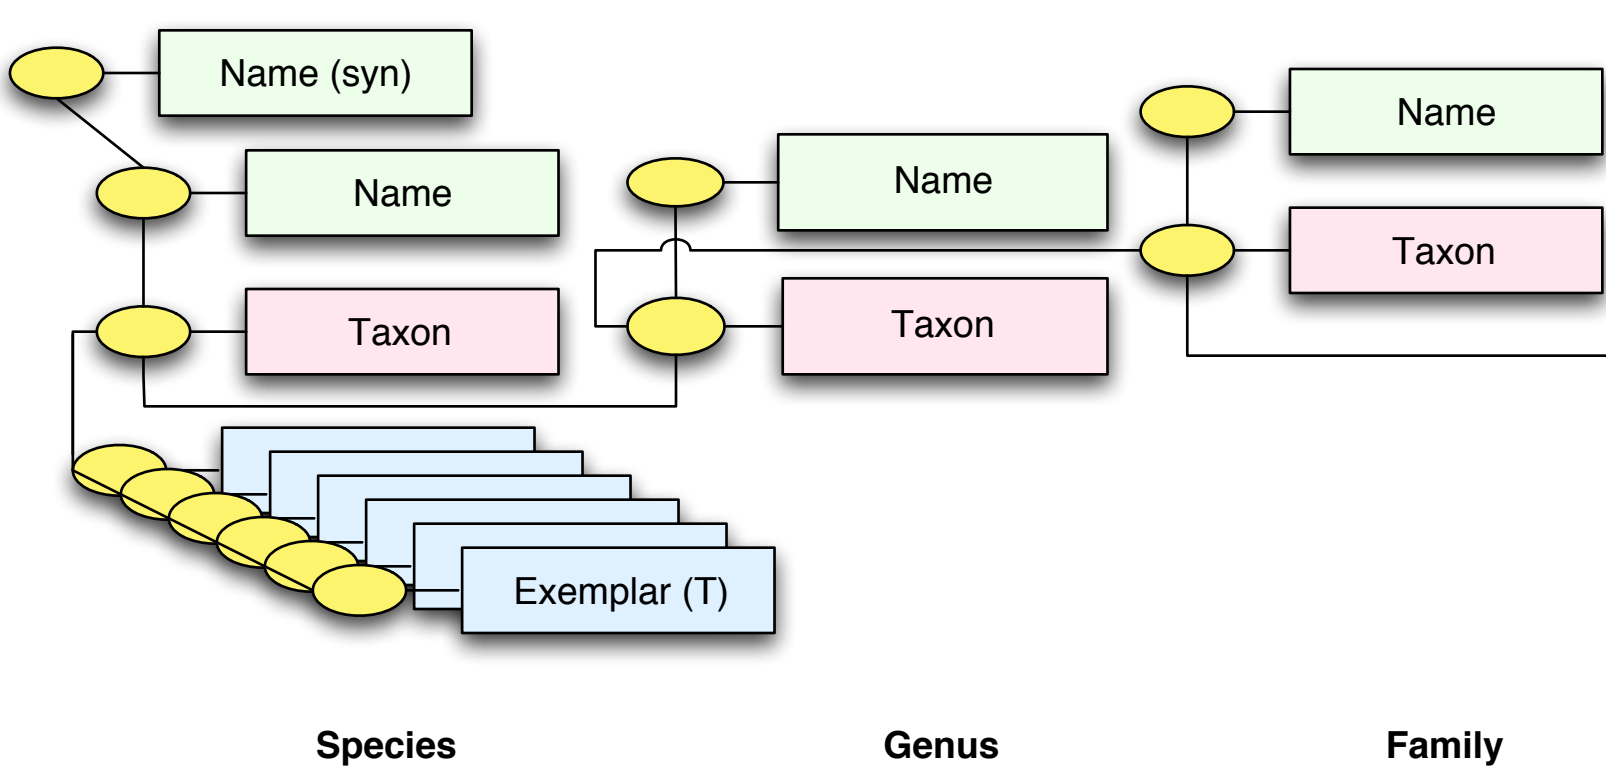 Name (syn)
Name
Taxon
Exemplar (T)
Name
Taxon
Name
Taxon
Species
Genus
Family